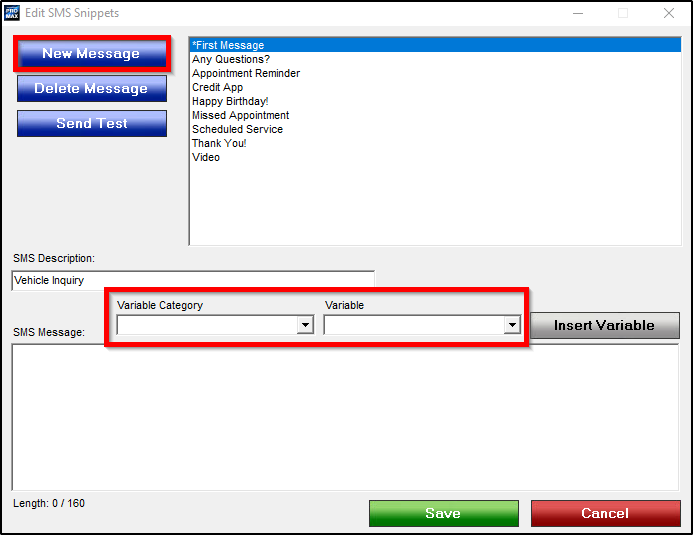 PRO
MAX
Edit SMS Snippets
New Message
Delete Message
Send Test
*First Message
Any Questions?
Appointment Reminder
Credit App
Happy Birthday!
Missed Appointment
Scheduled Service
Thank You!
Video
SMS Description:
Vehicle Inquiry
Variable Category
Variable
Insert Variable
SMS Message:
Length: 0 / 160
Save
Cancel